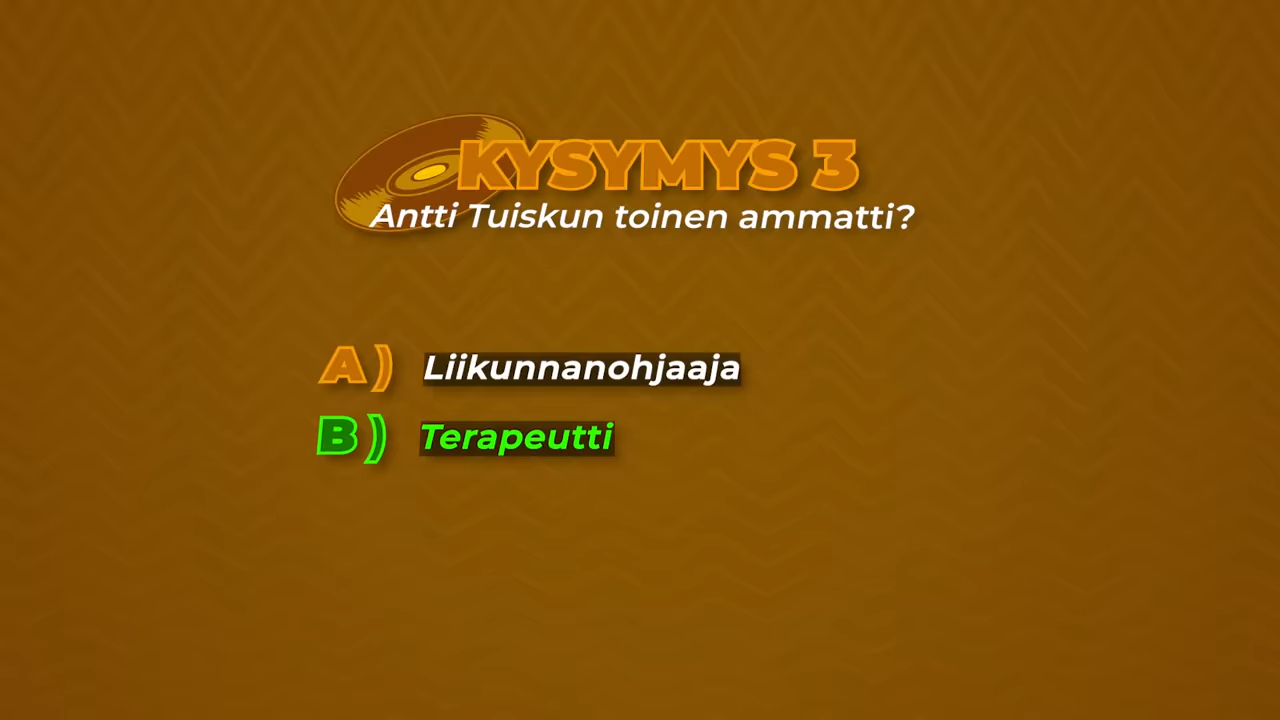 KYSYMYS 3
Antti Tuiskun toinen ammatti?
A) Liikunnanohjaaja
B) Terapeutti